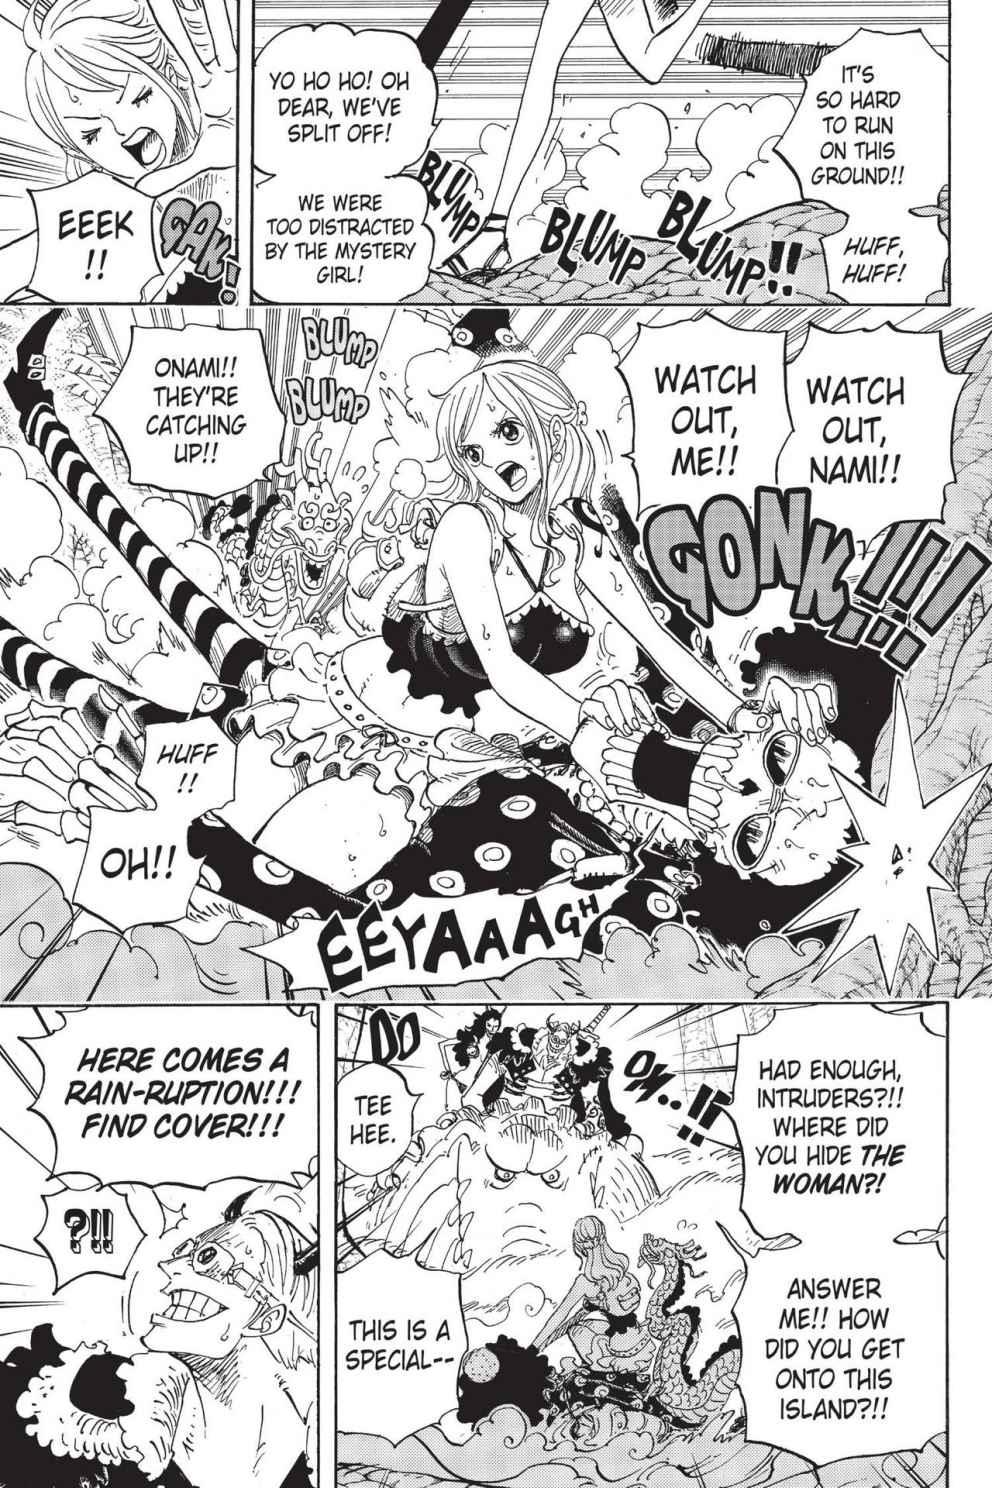 IT'S
SO HARD
TO RUN
ON THIS
GROUND!!
HUFF,
HUFF!
BLUMP
BLUMP
BLUMP!!
YO HO HO! OH
DEAR, WE'VE
SPLIT OFF!
WE WERE
TOO DISTRACTED
BY THE MYSTERY
GIRL!
EEEK
!!
GAK!
WATCH
OUT,
NAMI!!
WATCH
OUT,
ME!!
GONK!!!
BLUMP
BLUMP
ONAMI!!
THEY'RE
CATCHING
UP!!
HUFF
!!
OH!!
EEYAAAAGH
HAD ENOUGH,
INTRUDERS?!!
WHERE DID
YOU HIDE THE
WOMAN?!
ANSWER
ME!! HOW
DID YOU GET
ONTO THIS
ISLAND?!!
DOOM..!!
TEE
HEE.
THIS IS A
SPECIAL--
HERE COMES A
RAIN-RUPTION!!!
FIND COVER!!!
?!!